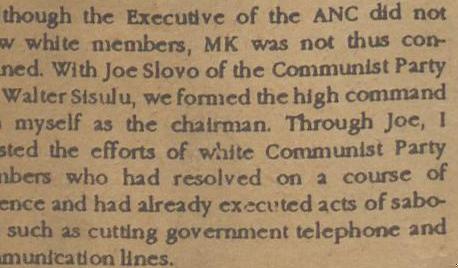 though the Executive of the ANC did not
w white members, MK was not thus con-
ned. With Joe Slovo of the Communist Party
Walter Sisulu, we formed the high command
myself as the chairman. Through Joe, I
sted the efforts of white Communist Party
nbers who had resolved on a course of
ence and had already executed acts of sabo-
such as cutting government telephone and
munication lines.